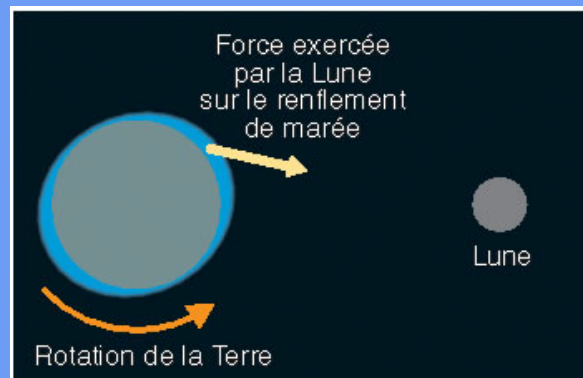 Force exercée
par la Lune
sur le renflement
de marée
Lune
Rotation de la Terre